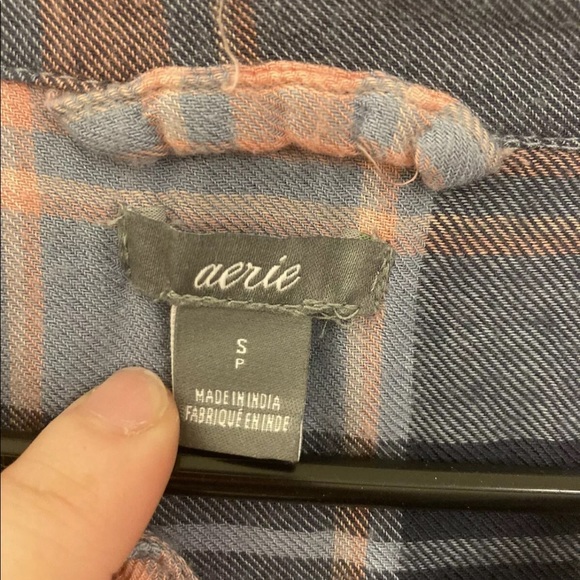 aerie
S
P
MADE IN INDIA
FABRIQUÉ EN INDE